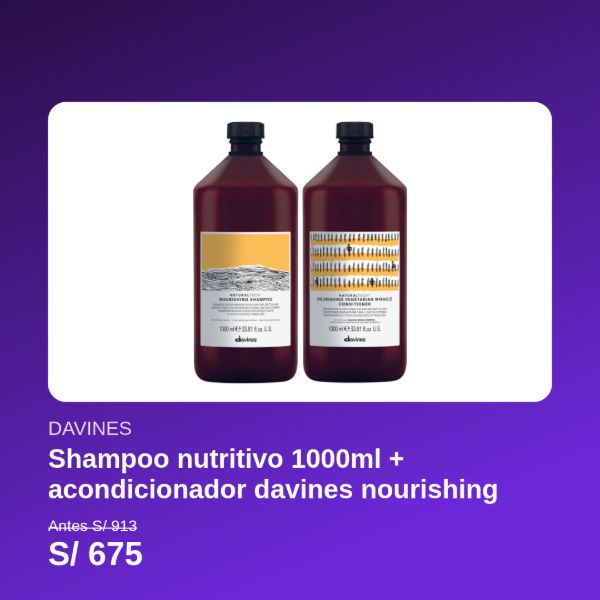 NATURALTECH
NOURISHING SHAMPOO
1000 ml e 33.81 fl oz. U.S.
davines
NATURALTECH
NOURISHING VEGETARIAN MIRACLE
CONDITIONER
1000 ml e 33.81 fl oz. U.S.
davines
DAVINES
Shampoo nutritivo 1000ml +
acondicionador davines nourishing
Antes S/ 913
S/ 675